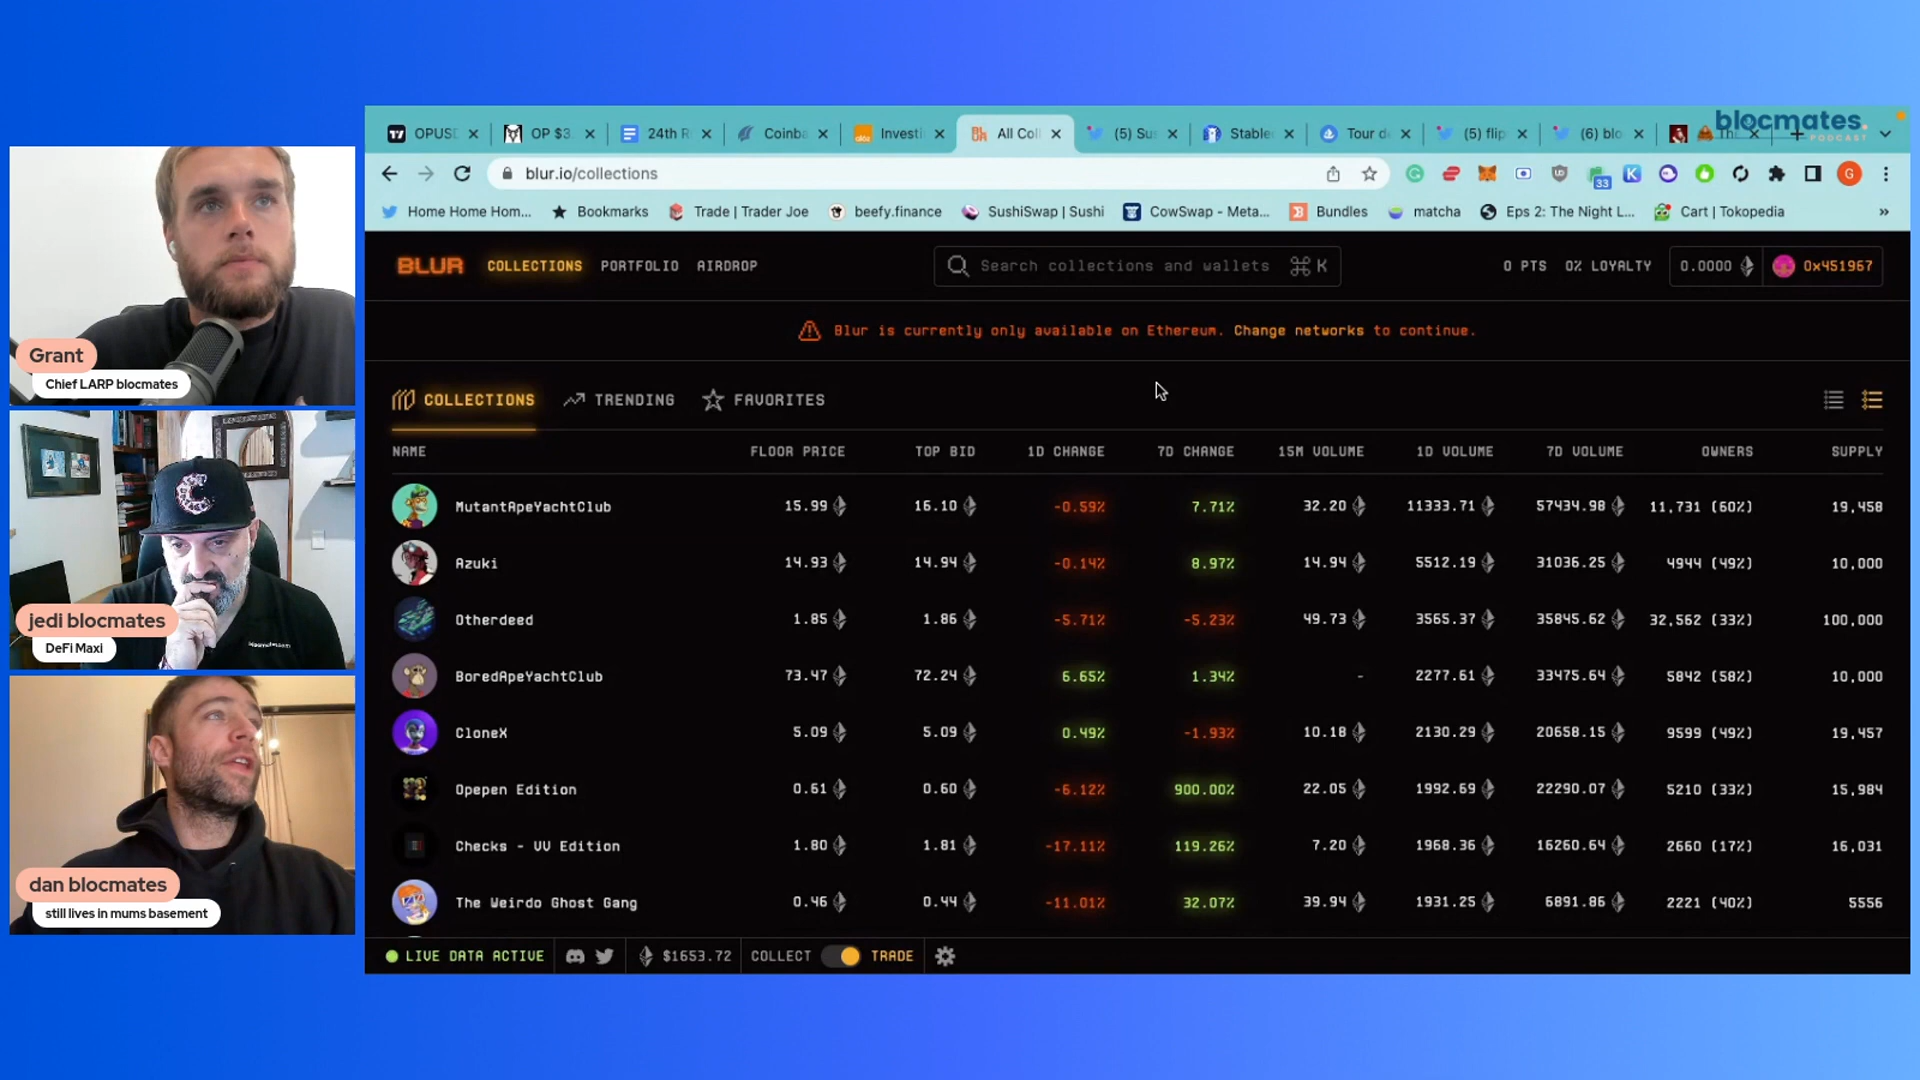 OPUSD
OP $3.
24th R
Coinba
Investi
All Coll
(5) Sus
Stable
Tour d
(5) flip
(6) blo
blocmates.
PODCAST
blur.io/collections
33
G
Home Home Hom...
Bookmarks
Trade | Trader Joe
beefy.finance
SushiSwap | Sushi
CowSwap - Meta...
Bundles
matcha
Eps 2: The Night L...
Cart | Tokopedia
»
BLUR COLLECTIONS PORTFOLIO AIRDROP
Search collections and wallets ⌘ K
0 PTS 0% LOYALTY 0.0000 0x451967
Blur is currently only available on Ethereum. Change networks to continue.
COLLECTIONS TRENDING FAVORITES
NAME FLOOR PRICE TOP BID 1D CHANGE 7D CHANGE 15M VOLUME 1D VOLUME 7D VOLUME OWNERS SUPPLY
MutantApeYachtClub 15.99 16.10 -0.59% 7.71% 32.20 11333.71 57434.98 11,731 (60%) 19,458
Azuki 14.93 14.94 -0.14% 8.97% 14.94 5512.19 31036.25 4944 (49%) 10,000
Otherdeed 1.85 1.86 -5.71% -5.23% 49.73 3565.37 35845.62 32,562 (33%) 100,000
BoredApeYachtClub 73.47 72.24 6.65% 1.34% - 2277.61 33475.64 5842 (58%) 10,000
CloneX 5.09 5.09 0.49% -1.93% 10.18 2130.29 20658.15 9599 (49%) 19,457
Opepen Edition 0.61 0.60 -6.12% 900.00% 22.05 1992.69 22290.07 5210 (33%) 15,984
Checks - VV Edition 1.80 1.81 -17.11% 119.26% 7.20 1968.36 16260.64 2660 (17%) 16,031
The Weirdo Ghost Gang 0.46 0.44 -11.01% 32.07% 39.94 1931.25 6891.86 2221 (40%) 5556
LIVE DATA ACTIVE $1653.72 COLLECT TRADE
Grant
Chief LARP blocmates
jedi blocmates
DeFi Maxi
dan blocmates
still lives in mums basement